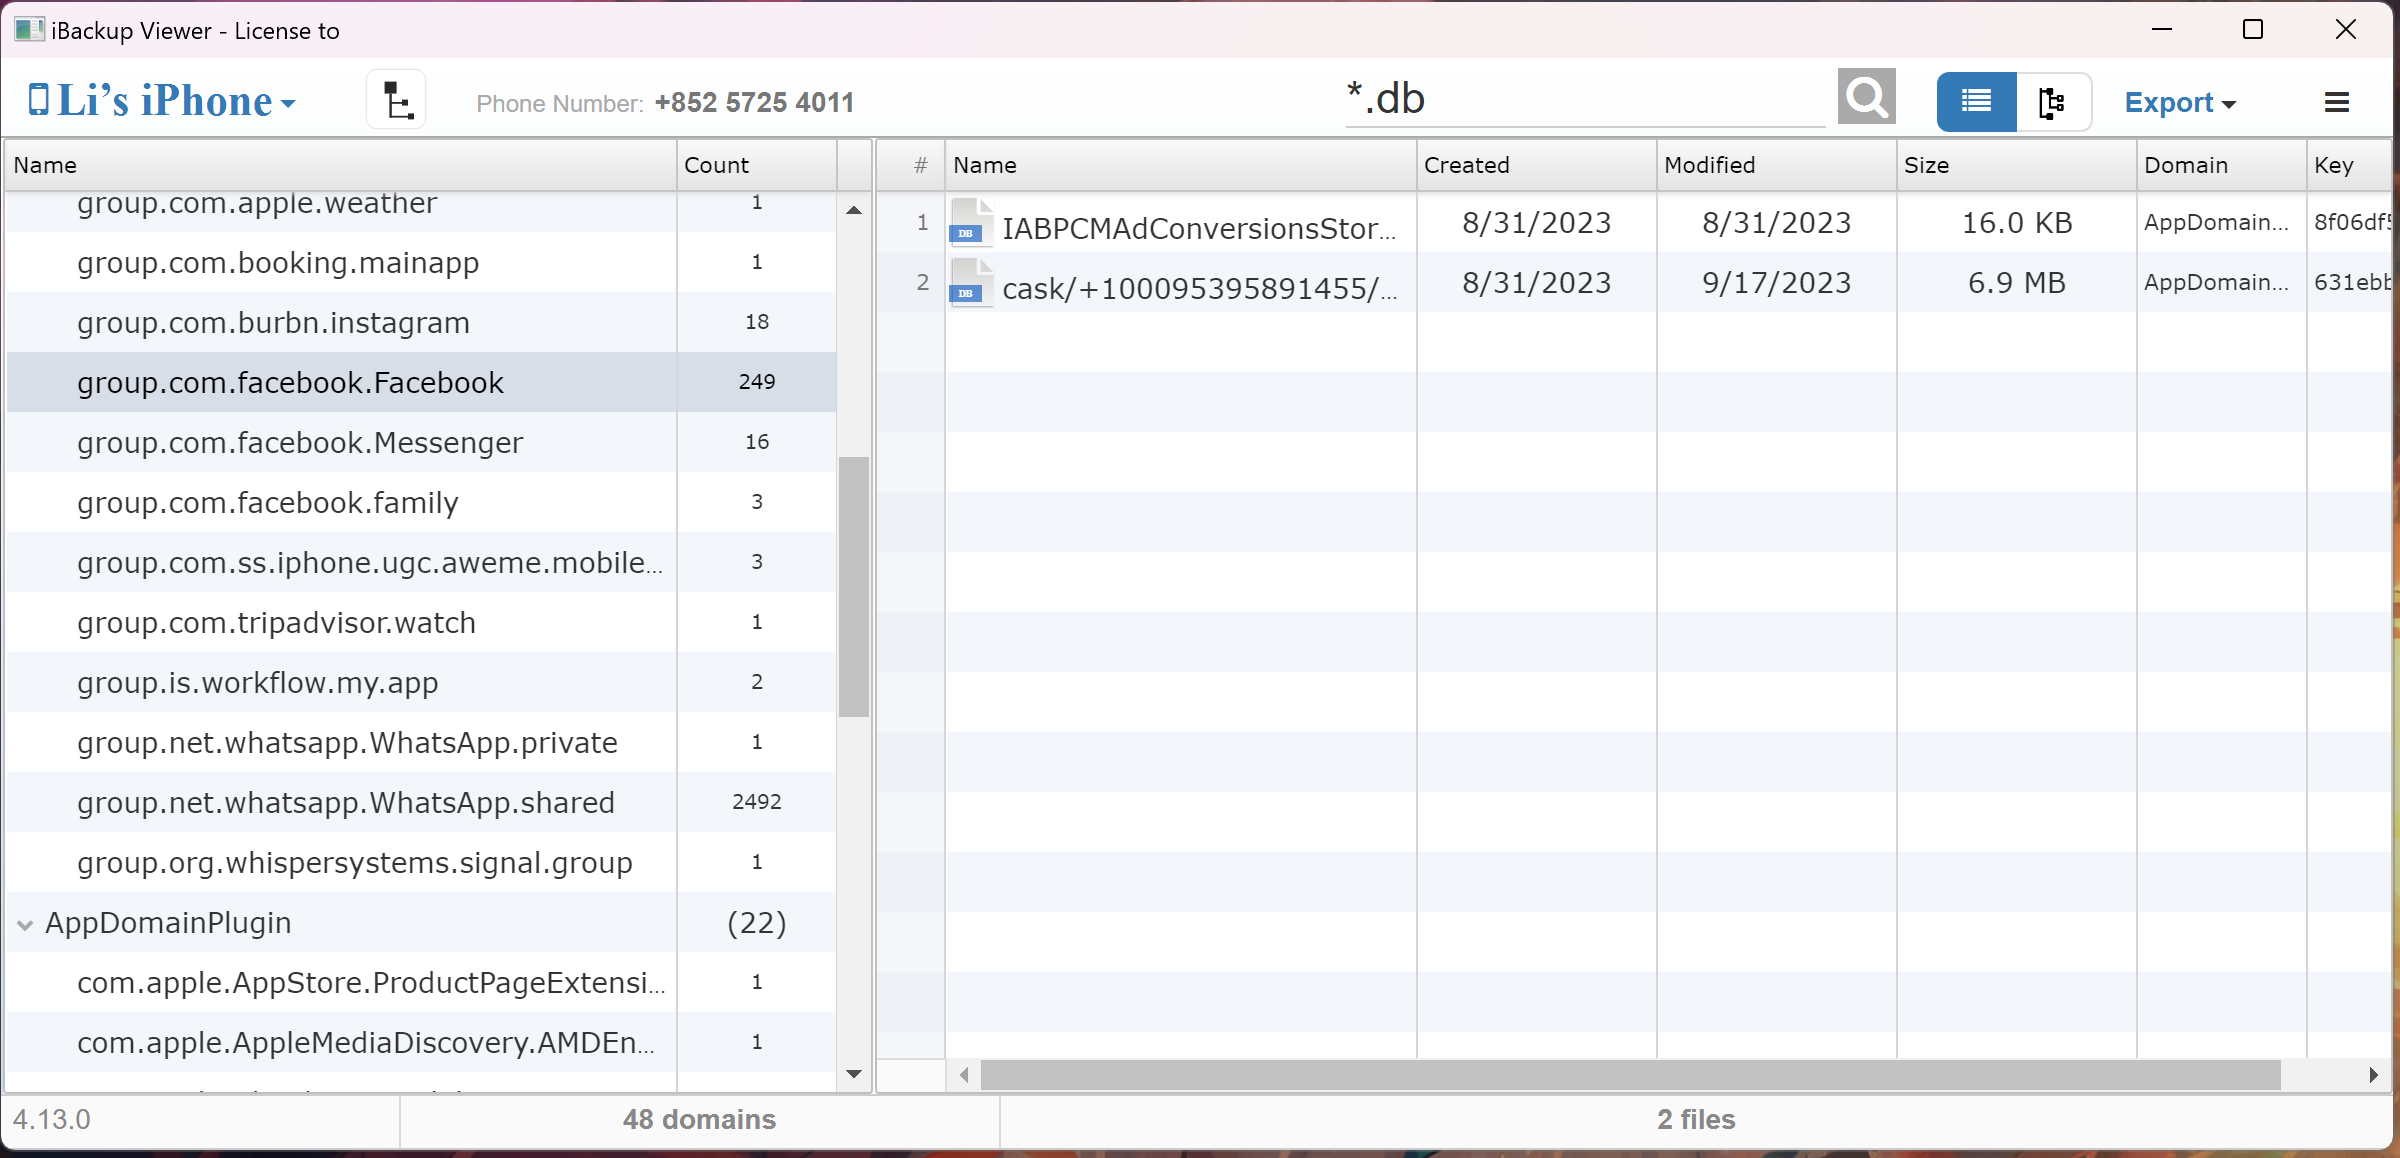 iBackup Viewer - License to
Li's iPhone
Phone Number: +852 5725 4011
*.db
Export
Name Count
group.com.apple.weather 1
group.com.booking.mainapp 1
group.com.burbn.instagram 18
group.com.facebook.Facebook 249
group.com.facebook.Messenger 16
group.com.facebook.family 3
group.com.ss.iphone.ugc.aweme.mobile... 3
group.com.tripadvisor.watch 1
group.is.workflow.my.app 2
group.net.whatsapp.WhatsApp.private 1
group.net.whatsapp.WhatsApp.shared 2492
group.org.whispersystems.signal.group 1
AppDomainPlugin (22)
com.apple.AppStore.ProductPageExtensi... 1
com.apple.AppleMediaDiscovery.AMDEn... 1
# Name Created Modified Size Domain Key
1 DB IABPCMAdConversionsStor... 8/31/2023 8/31/2023 16.0 KB AppDomain... 8f06df5
2 DB cask/+100095395891455/... 8/31/2023 9/17/2023 6.9 MB AppDomain... 631ebb
4.13.0
48 domains
2 files